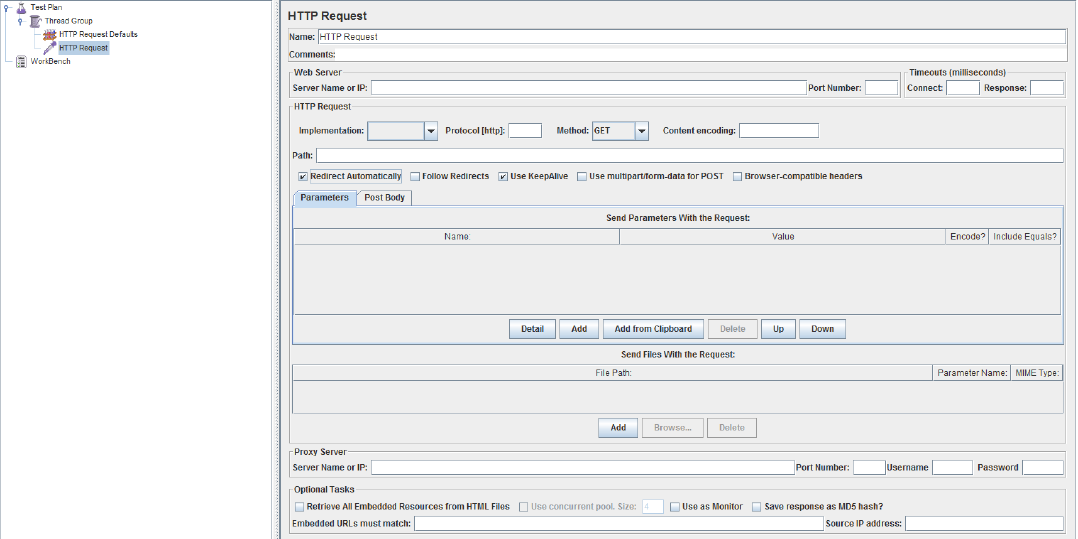 Test Plan
Thread Group
HTTP Request Defaults
HTTP Request
WorkBench
HTTP Request
Name: HTTP Request
Comments:
Web Server
Server Name or IP: Port Number:
Timeouts (milliseconds)
Connect: Response:
HTTP Request
Implementation: Protocol [http]: Method: GET Content encoding:
Path:
Redirect Automatically Follow Redirects Use KeepAlive Use multipart/form-data for POST Browser-compatible headers
Parameters Post Body
Send Parameters With the Request:
Name: Value Encode? Include Equals?
Detail Add Add from Clipboard Delete Up Down
Send Files With the Request:
File Path: Parameter Name: MIME Type:
Add Browse... Delete
Proxy Server
Server Name or IP: Port Number: Username Password
Optional Tasks
Retrieve All Embedded Resources from HTML Files Use concurrent pool. Size: 4 Use as Monitor Save response as MD5 hash?
Embedded URLs must match: Source IP address: